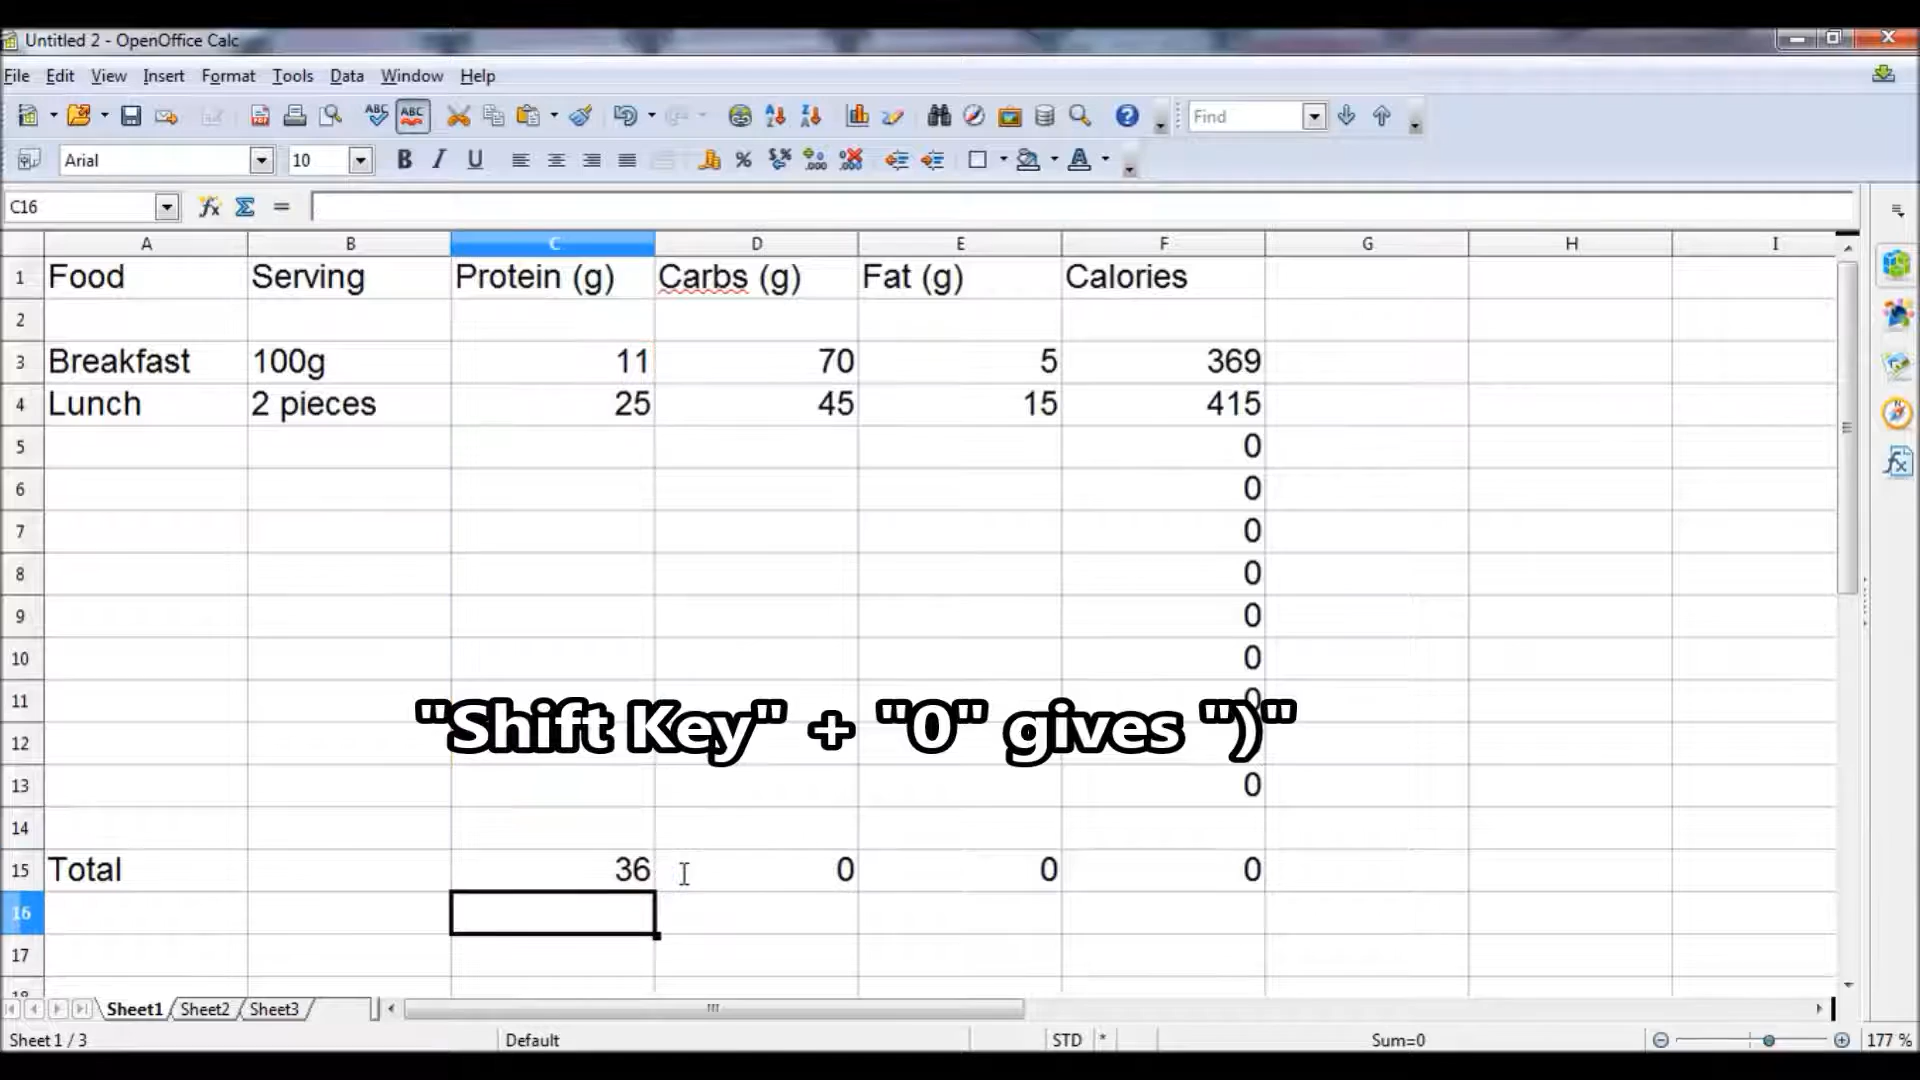 Untitled 2 - OpenOffice Calc
File Edit View Insert Format Tools Data Window Help
ABC ABC Find
Arial 10
C16
A B C D E F G H I
1 Food Serving Protein (g) Carbs (g) Fat (g) Calories
2
3 Breakfast 100g 11 70 5 369
4 Lunch 2 pieces 25 45 15 415
5 0
6 0
7 0
8 0
9 0
10 0
11 0
"Shift Key" + "0" gives ")"
12
13 0
14
15 Total 36 0 0 0
16
17
18
Sheet1 Sheet2 Sheet3
Sheet 1 / 3 Default STD * Sum=0 177 %